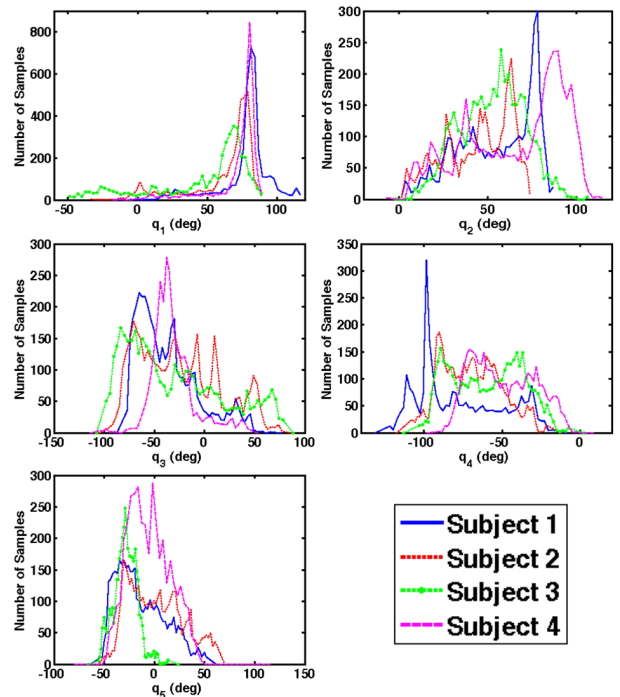 800
600
400
200
0
Number of Samples
-50 0 50 100
q1 (deg)
300
250
200
150
100
50
0
Number of Samples
0 50 100
q2 (deg)
300
250
200
150
100
50
0
Number of Samples
-150 -100 -50 0 50 100
q3 (deg)
350
300
250
200
150
100
50
0
Number of Samples
-100 -50 0
q4 (deg)
300
250
200
150
100
50
0
Number of Samples
-100 -50 0 50 100 150
q5 (deg)
Subject 1
Subject 2
Subject 3
Subject 4